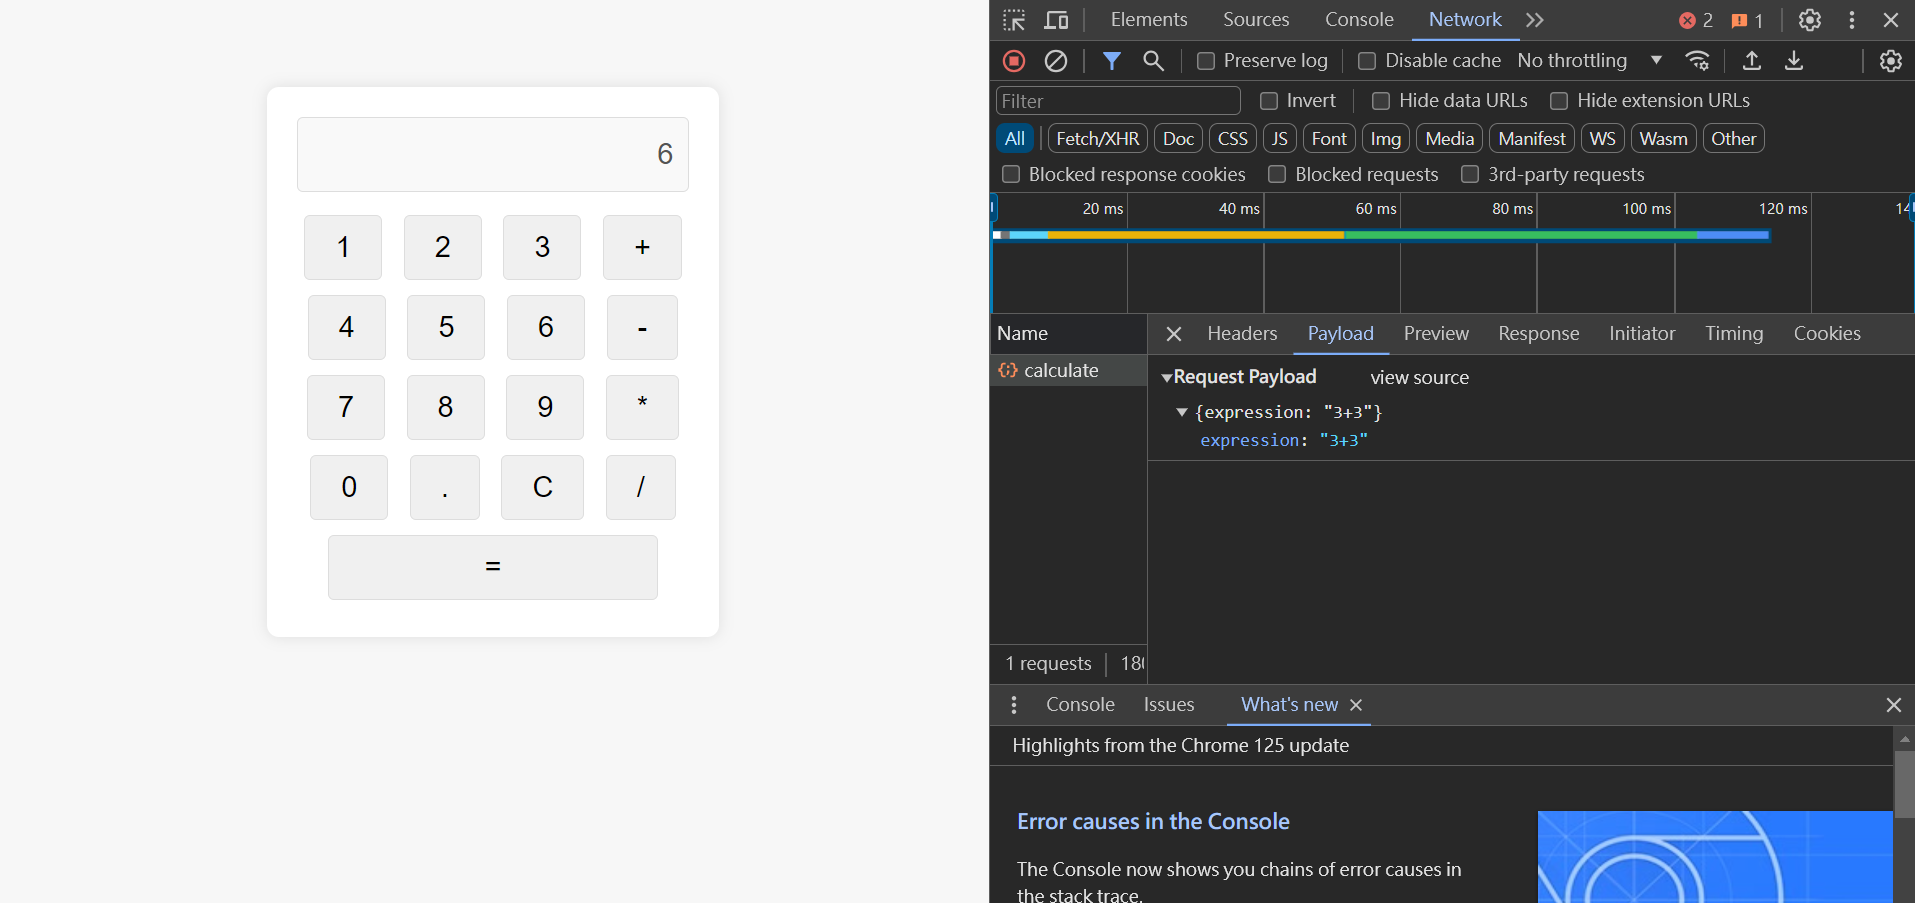 6
1 2 3 +
4 5 6 -
7 8 9 *
0 . C /
=
Elements Sources Console Network 2 1
Preserve log Disable cache No throttling
Filter Invert Hide data URLs Hide extension URLs
All Fetch/XHR Doc CSS JS Font Img Media Manifest WS Wasm Other
Blocked response cookies Blocked requests 3rd-party requests
20 ms 40 ms 60 ms 80 ms 100 ms 120 ms
Name Headers Payload Preview Response Initiator Timing Cookies
calculate
Request Payload view source
{expression: "3+3"}
expression: "3+3"
1 requests
Console Issues What's new
Highlights from the Chrome 125 update
Error causes in the Console
The Console now shows you chains of error causes in
the stack trace.